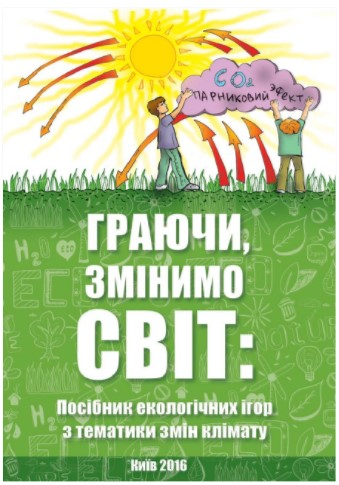 CO₂
ПАРНИКОВИЙ ЕФЕКТ
ГРАЮЧИ,
ЗМІНИМО
СВІТ:
Посібник екологічних ігор
з тематики змін клімату
Київ 2016